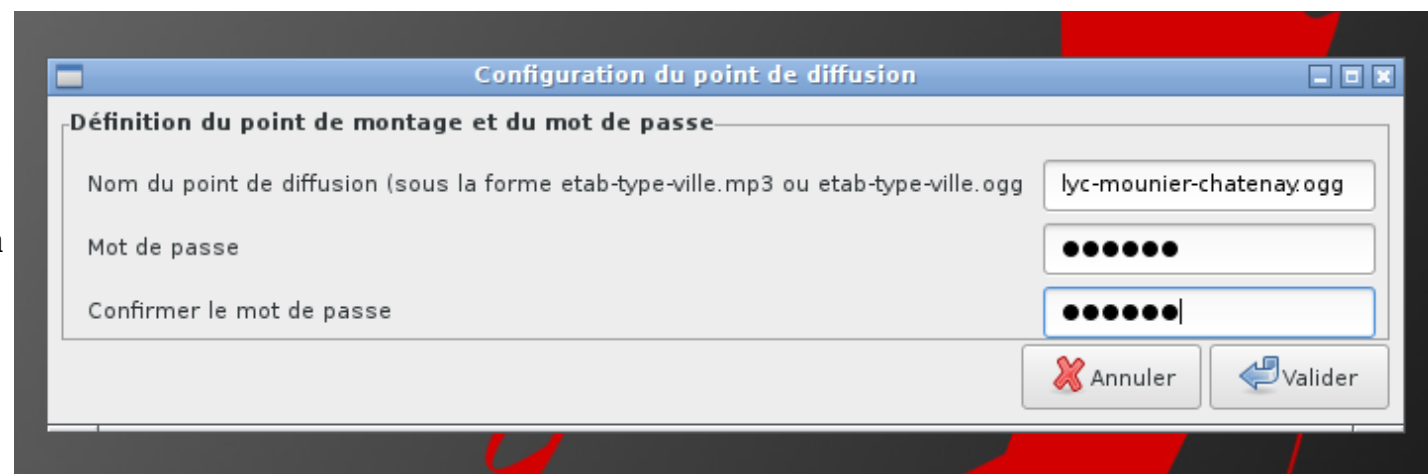 Configuration du point de diffusion
Définition du point de montage et du mot de passe
Nom du point de diffusion (sous la forme etab-type-ville.mp3 ou etab-type-ville.ogg lyc-mounier-chatenay.ogg
Mot de passe ●●●●●●
Confirmer le mot de passe ●●●●●●
Annuler Valider